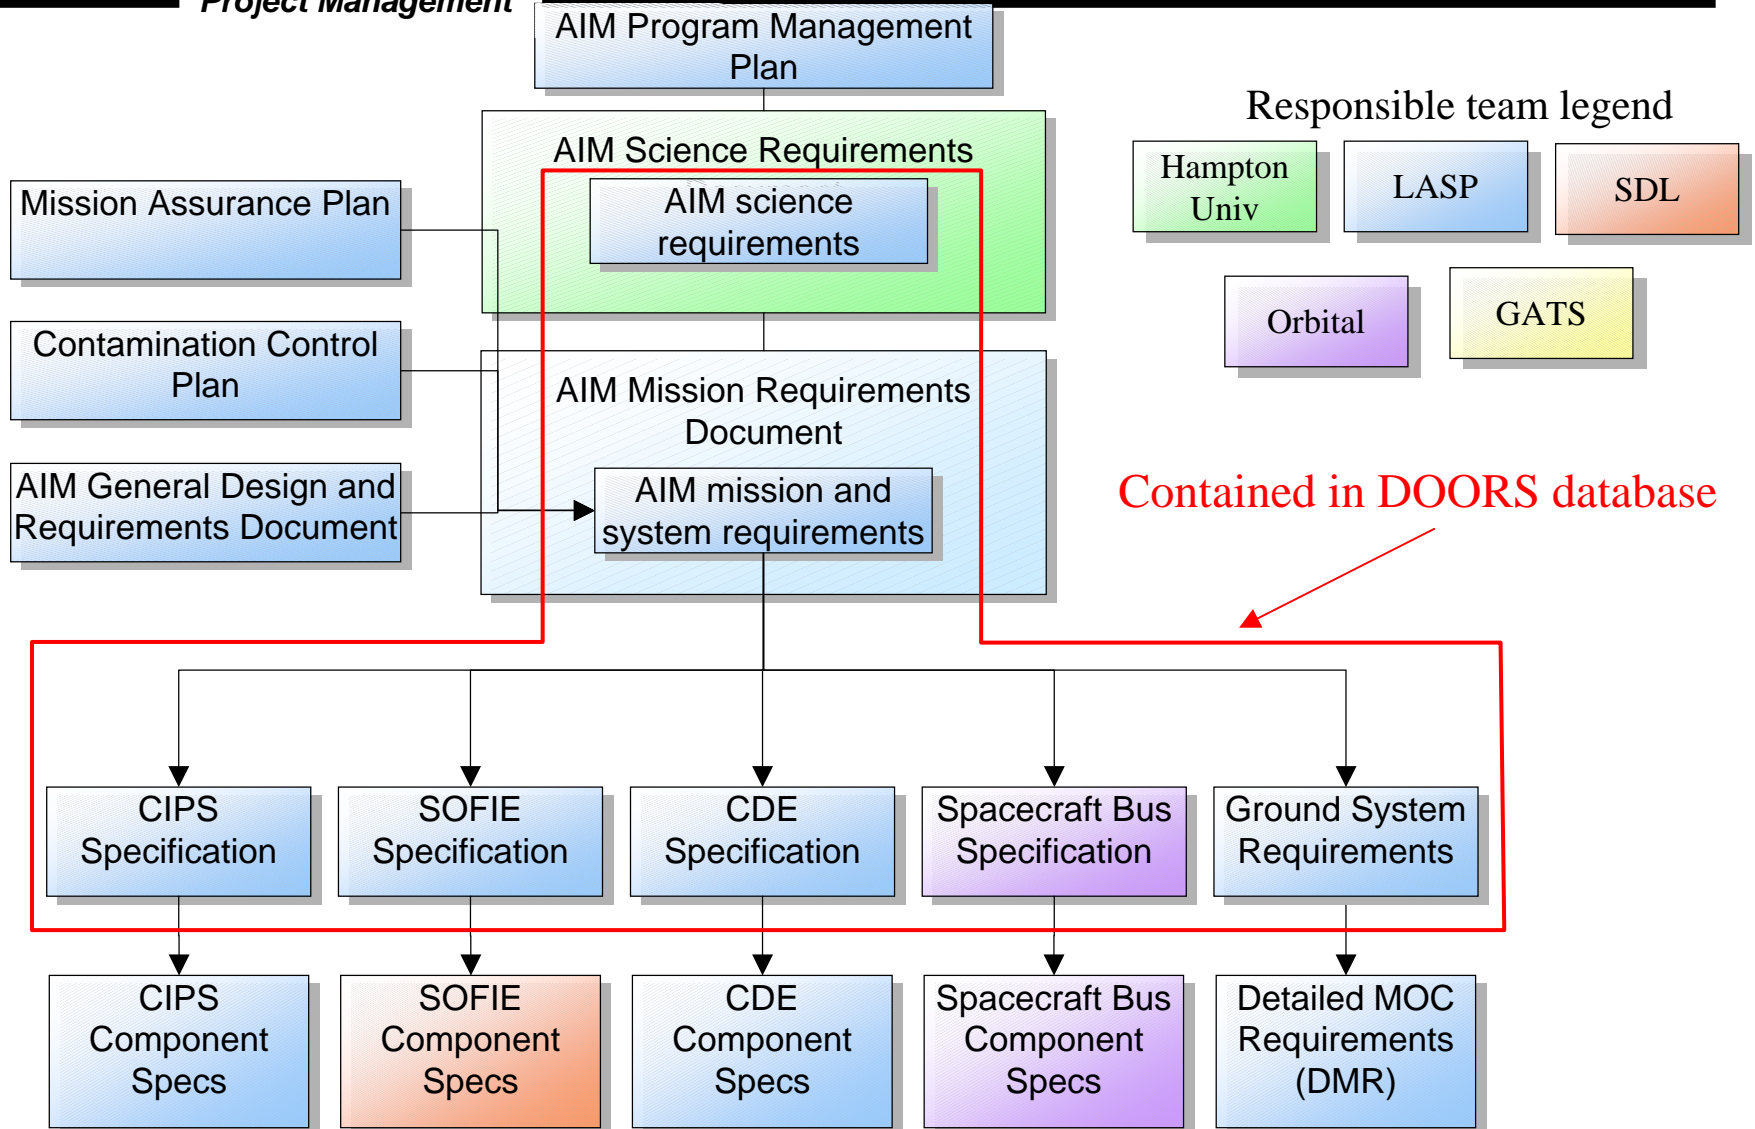 Project Management
AIM Program Management
Plan
Responsible team legend
Hampton
Univ
LASP
SDL
Orbital
GATS
AIM Science Requirements
AIM science
requirements
Mission Assurance Plan
Contamination Control
Plan
AIM General Design and
Requirements Document
AIM Mission Requirements
Document
AIM mission and
system requirements
Contained in DOORS database
CIPS
Specification
SOFIE
Specification
CDE
Specification
Spacecraft Bus
Specification
Ground System
Requirements
CIPS
Component
Specs
SOFIE
Component
Specs
CDE
Component
Specs
Spacecraft Bus
Component
Specs
Detailed MOC
Requirements
(DMR)